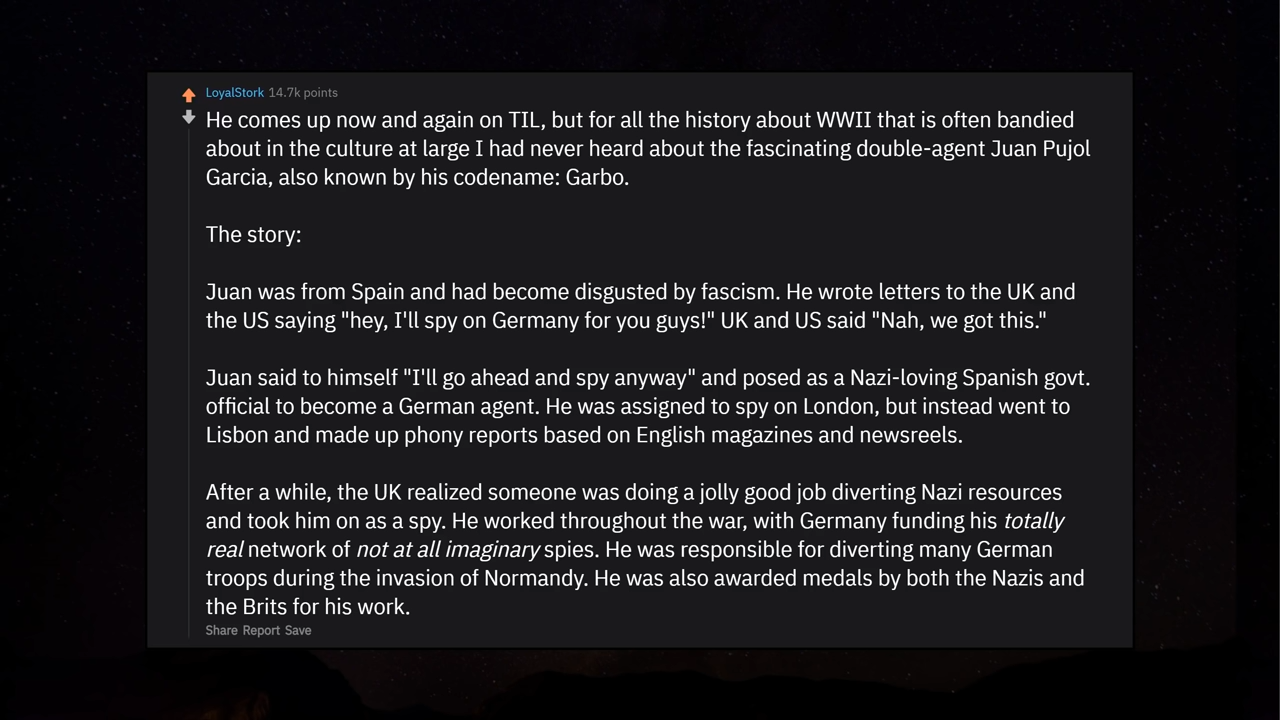 LoyalStork 14.7k points
He comes up now and again on TIL, but for all the history about WWII that is often bandied
about in the culture at large I had never heard about the fascinating double-agent Juan Pujol
Garcia, also known by his codename: Garbo.
The story:
Juan was from Spain and had become disgusted by fascism. He wrote letters to the UK and
the US saying "hey, I'll spy on Germany for you guys!" UK and US said "Nah, we got this."
Juan said to himself "I'll go ahead and spy anyway" and posed as a Nazi-loving Spanish govt.
official to become a German agent. He was assigned to spy on London, but instead went to
Lisbon and made up phony reports based on English magazines and newsreels.
After a while, the UK realized someone was doing a jolly good job diverting Nazi resources
and took him on as a spy. He worked throughout the war, with Germany funding his totally
real network of not at all imaginary spies. He was responsible for diverting many German
troops during the invasion of Normandy. He was also awarded medals by both the Nazis and
the Brits for his work.
Share Report Save